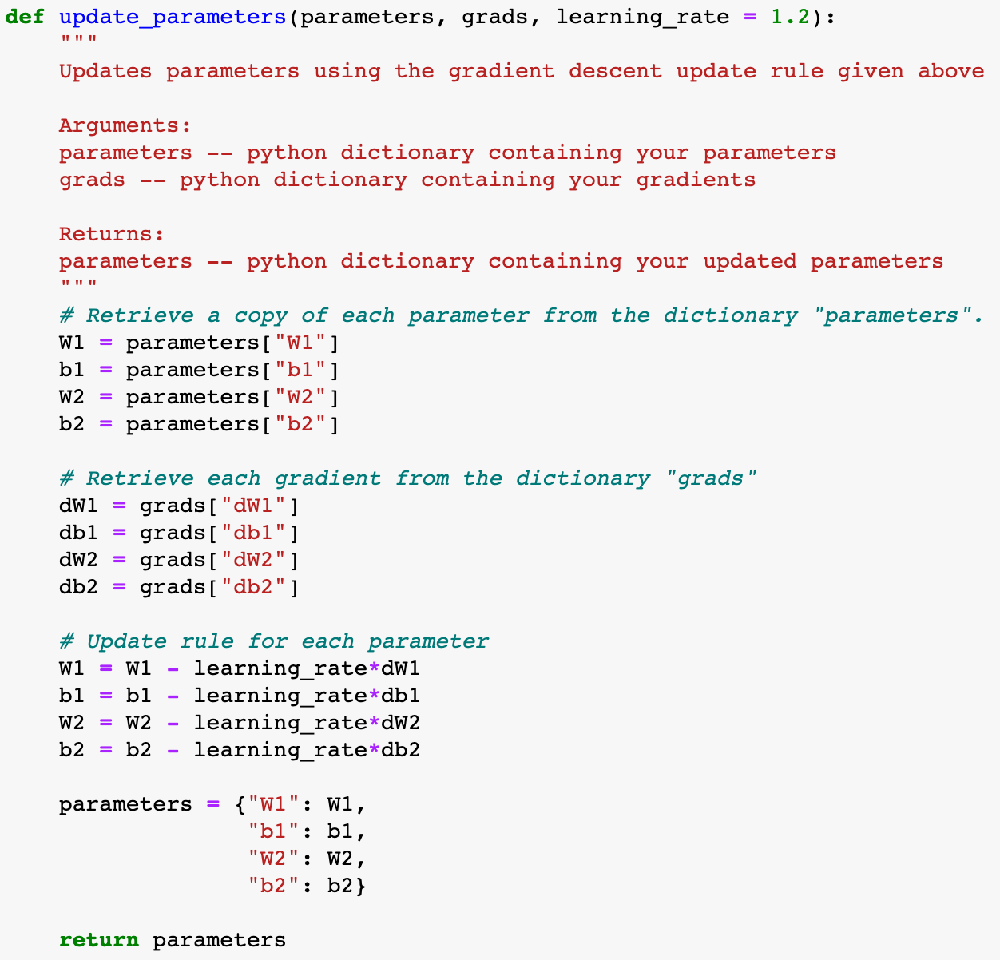 def update_parameters(parameters, grads, learning_rate = 1.2):
    """
    Updates parameters using the gradient descent update rule given above

    Arguments:
    parameters -- python dictionary containing your parameters
    grads -- python dictionary containing your gradients

    Returns:
    parameters -- python dictionary containing your updated parameters
    """
    # Retrieve a copy of each parameter from the dictionary "parameters".
    W1 = parameters["W1"]
    b1 = parameters["b1"]
    W2 = parameters["W2"]
    b2 = parameters["b2"]

    # Retrieve each gradient from the dictionary "grads"
    dW1 = grads["dW1"]
    db1 = grads["db1"]
    dW2 = grads["dW2"]
    db2 = grads["db2"]

    # Update rule for each parameter
    W1 = W1 - learning_rate*dW1
    b1 = b1 - learning_rate*db1
    W2 = W2 - learning_rate*dW2
    b2 = b2 - learning_rate*db2

    parameters = {"W1": W1,
                  "b1": b1,
                  "W2": W2,
                  "b2": b2}

    return parameters